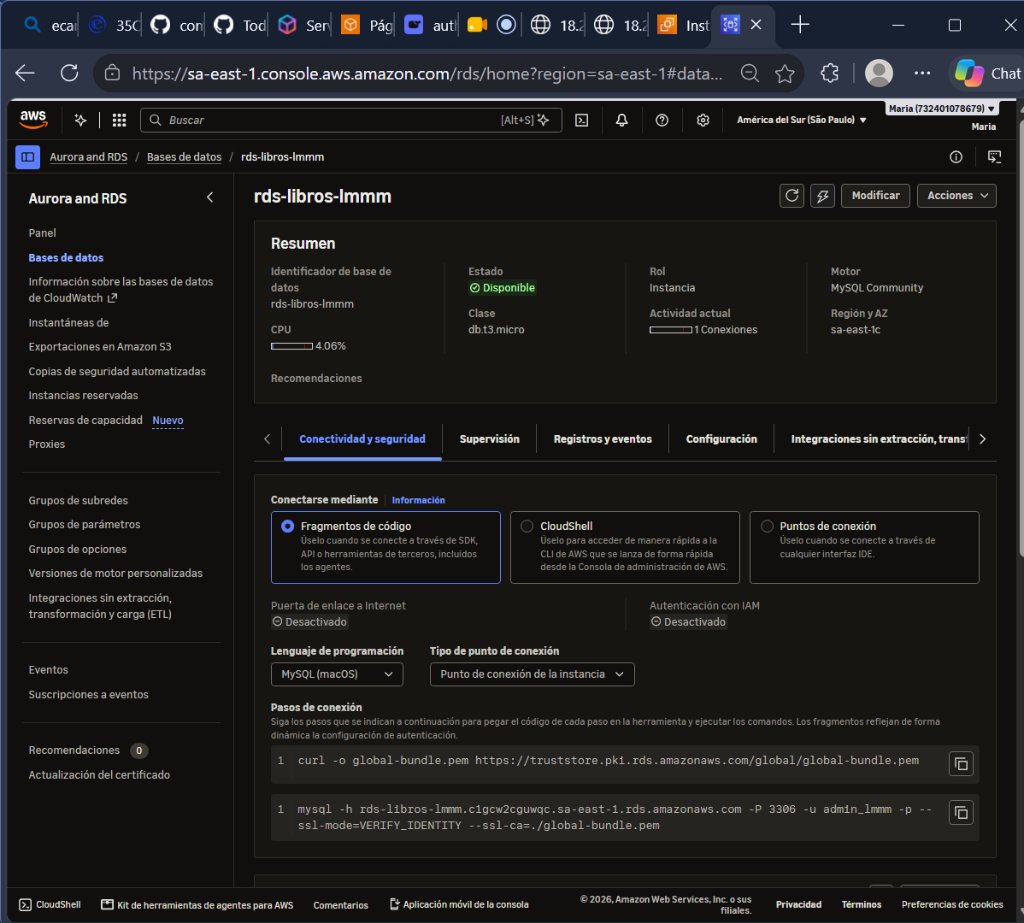 ecai
35C
con
Tod
Ser
Pág
aut
18.2
18.2
Inst
https://sa-east-1.console.aws.amazon.com/rds/home?region=sa-east-1#data...
Chat
aws
Buscar
[Alt+S]
América del Sur (São Paulo)
Maria (732401078679)
Maria
Aurora and RDS / Bases de datos / rds-libros-lmmm
Aurora and RDS
Panel
Bases de datos
Información sobre las bases de datos
de CloudWatch
Instantáneas de
Exportaciones en Amazon S3
Copias de seguridad automatizadas
Instancias reservadas
Reservas de capacidad Nuevo
Proxies
Grupos de subredes
Grupos de parámetros
Grupos de opciones
Versiones de motor personalizadas
Integraciones sin extracción,
transformación y carga (ETL)
Eventos
Suscripciones a eventos
Recomendaciones 0
Actualización del certificado
rds-libros-lmmm
Modificar
Acciones
Resumen
Identificador de base de
datos
rds-libros-lmmm
CPU
4.06%
Recomendaciones
Estado
Disponible
Clase
db.t3.micro
Rol
Instancia
Actividad actual
1 Conexiones
Motor
MySQL Community
Región y AZ
sa-east-1c
Conectividad y seguridad
Supervisión
Registros y eventos
Configuración
Integraciones sin extracción, trans
Conectarse mediante Información
Fragmentos de código
Úselo cuando se conecte a través de SDK,
API o herramientas de terceros, incluidos
los agentes.
CloudShell
Úselo para acceder de manera rápida a la
CLI de AWS que se lanza de forma rápida
desde la Consola de administración de AWS.
Puntos de conexión
Úselo cuando se conecte a través de
cualquier interfaz IDE.
Puerta de enlace a Internet
Desactivado
Autenticación con IAM
Desactivado
Lenguaje de programación
MySQL (macOS)
Tipo de punto de conexión
Punto de conexión de la instancia
Pasos de conexión
Siga los pasos que se indican a continuación para pegar el código de cada paso en la herramienta y ejecutar los comandos. Los fragmentos reflejan de forma
dinámica la configuración de autenticación.
1 curl -o global-bundle.pem https://truststore.pki.rds.amazonaws.com/global/global-bundle.pem
1 mysql -h rds-libros-lmmm.c1gcw2cguwqc.sa-east-1.rds.amazonaws.com -P 3306 -u admin_lmmm -p --
ssl-mode=VERIFY_IDENTITY --ssl-ca=./global-bundle.pem
CloudShell
Kit de herramientas de agentes para AWS
Comentarios
Aplicación móvil de la consola
© 2026, Amazon Web Services, Inc. o sus
filiales.
Privacidad
Términos
Preferencias de cookies